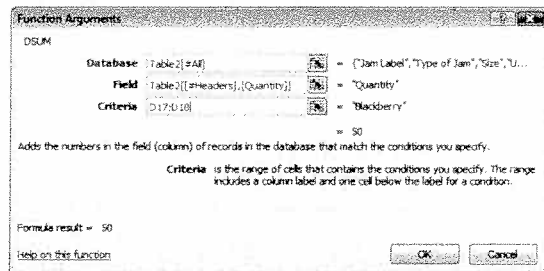 Function Arguments
DSUM
Database Table2[#All] = {"Jam Label","Type of Jam","Size","U...
Field Table2[[#Headers],[Quantity]] = "Quantity"
Criteria D17:D18 = "Blackberry"
= 50
Adds the numbers in the field (column) of records in the database that match the conditions you specify.
Criteria is the range of cells that contains the conditions you specify. The range
includes a column label and one cell below the label for a condition.
Formula result = 50
Help on this function
OK Cancel